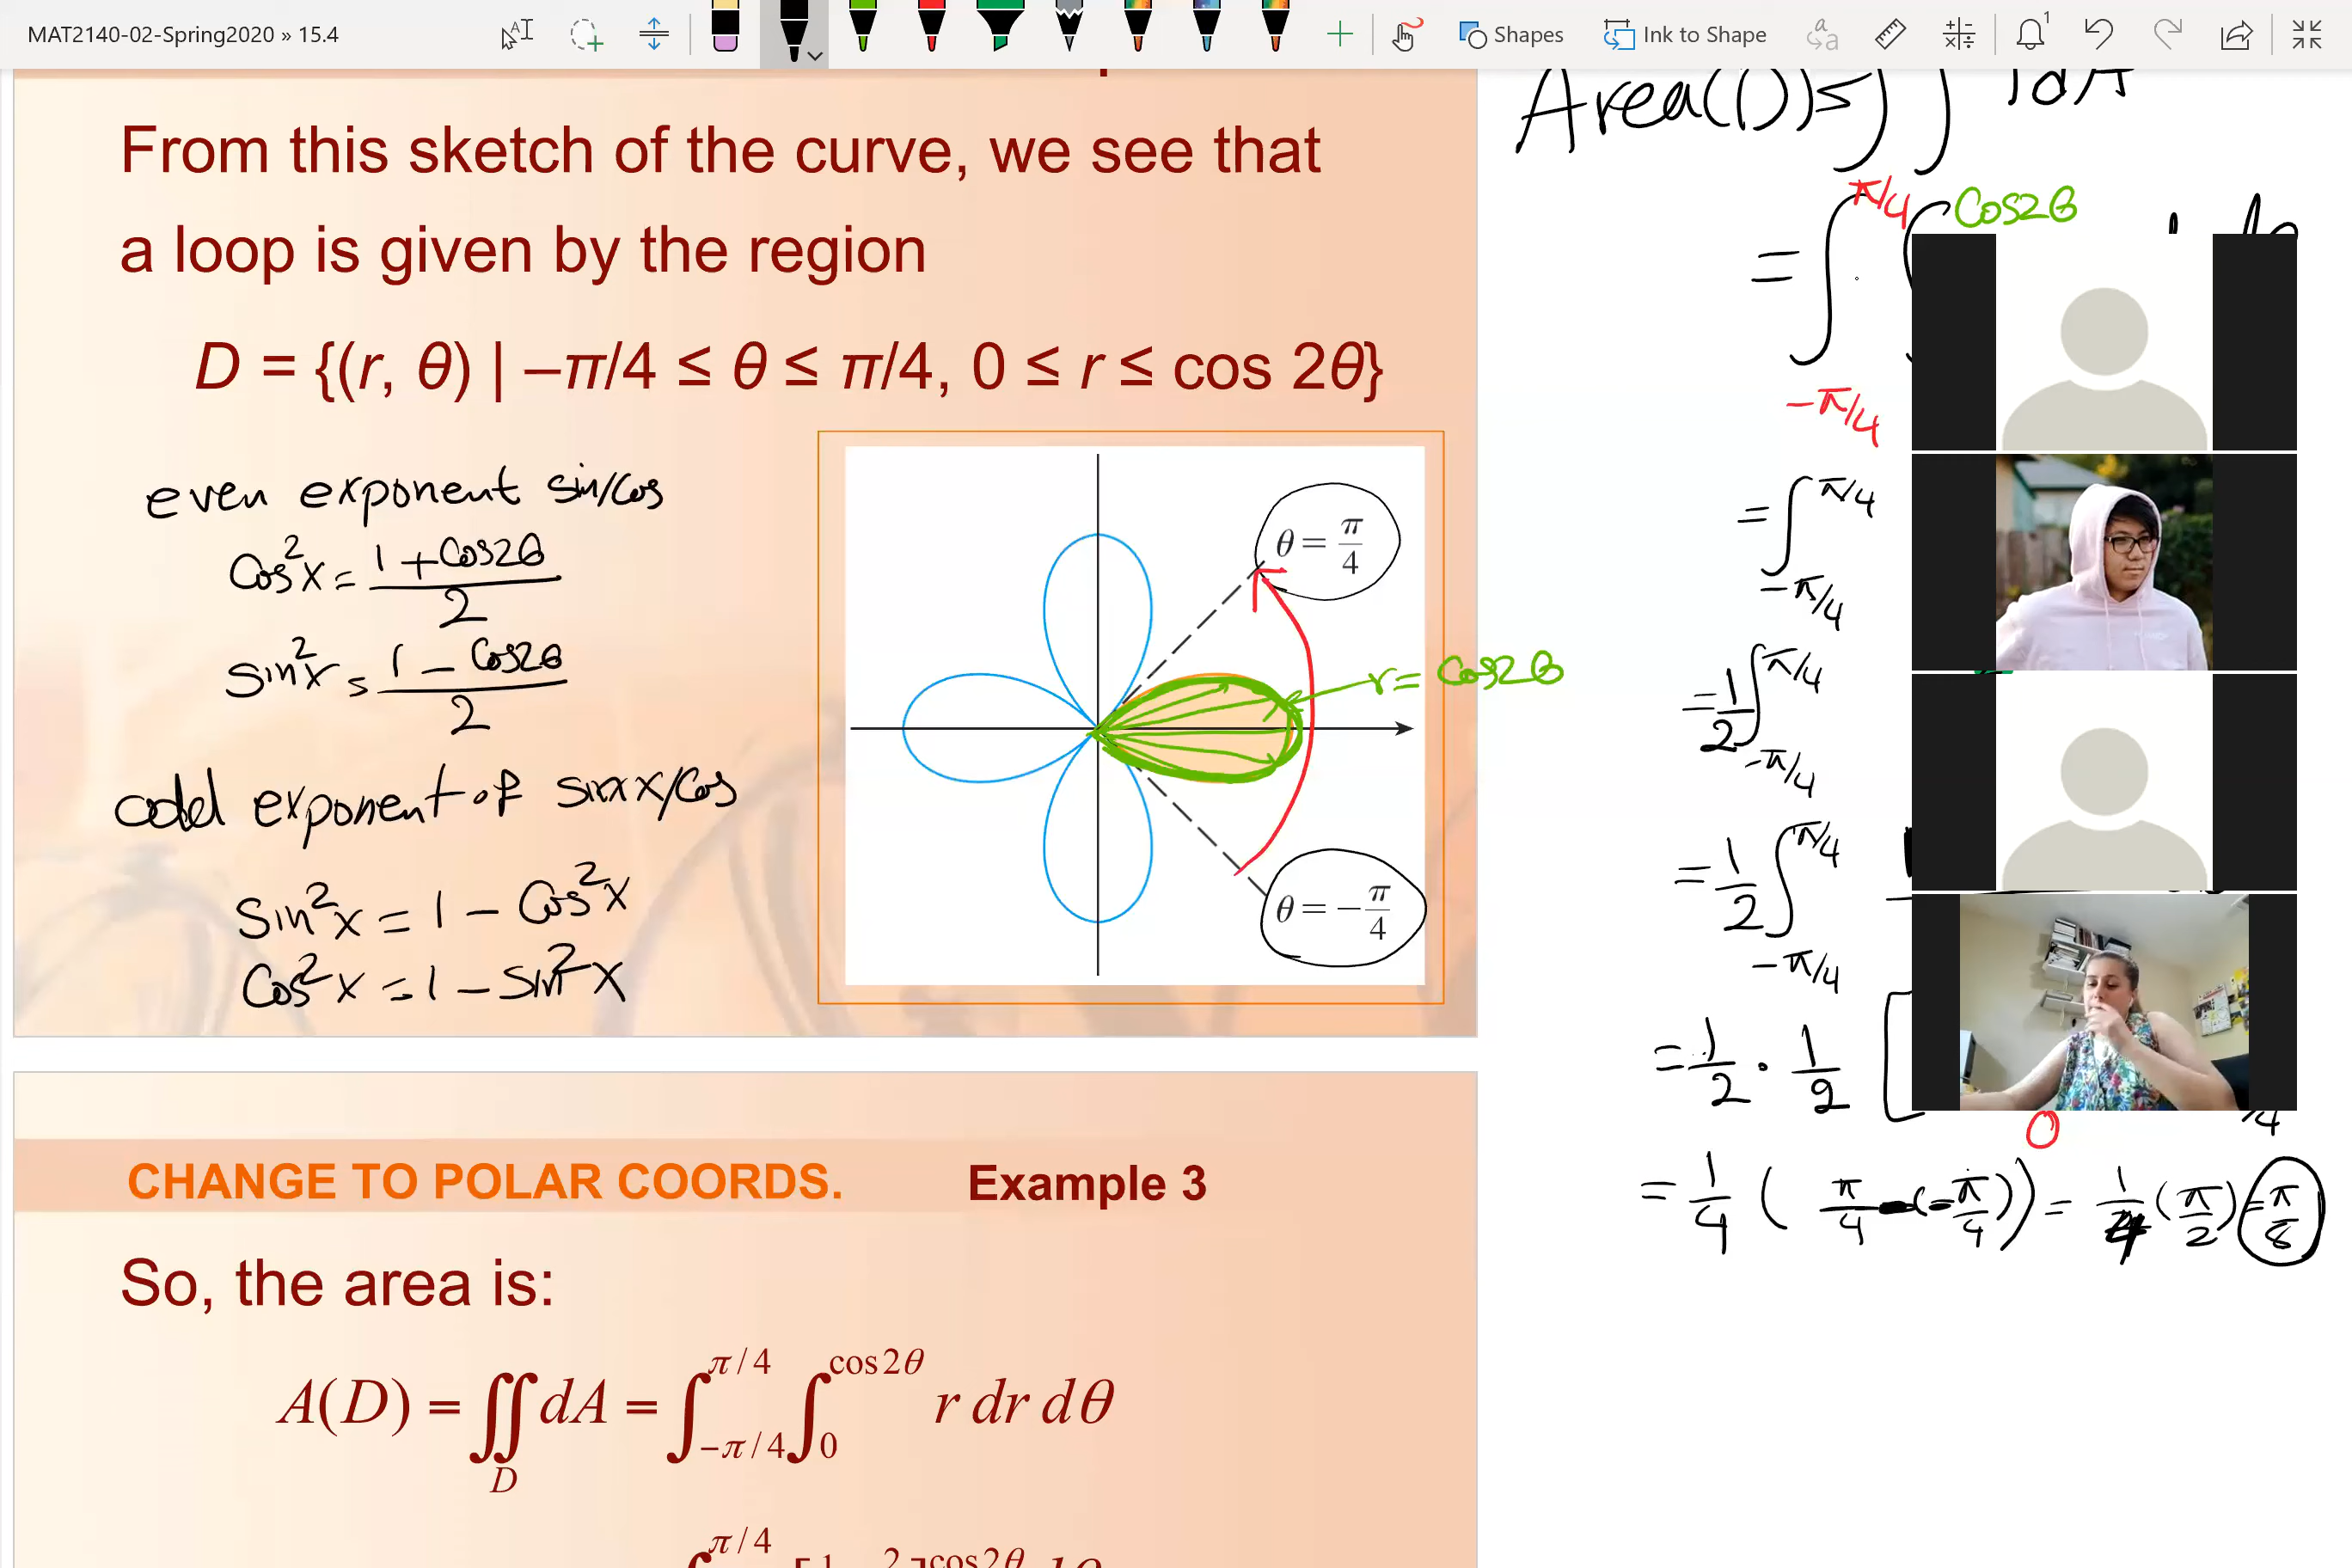 MAT2140-02-Spring2020 » 15.4
Shapes
Ink to Shape
1
From this sketch of the curve, we see that
a loop is given by the region
D = {(r, θ) | –π/4 ≤ θ ≤ π/4, 0 ≤ r ≤ cos 2θ}
even exponent sin/cos
cos²x = (1 + cos2θ)/2
sin²x = (1 − cos2θ)/2
odd exponent of sinx x/cos
sin²x = 1 − cos²x
cos²x = 1 − sin²x
θ = π/4
r = cos2θ
θ = −π/4
CHANGE TO POLAR COORDS. Example 3
So, the area is:
A(D) = ∬_D dA = ∫_{−π/4}^{π/4} ∫_0^{cos2θ} r dr dθ
π/4
cos2θ
Area(D) = ∫∫ 1 dA
= ∫_{−π/4}^{π/4} ∫^{cos2θ}
= ∫_{−π/4}^{π/4}
= 1/2 ∫_{−π/4}^{π/4}
= 1/2 ∫_{−π/4}^{π/4}
= 1/2 · 1/2 [
0
= 1/4 (π/4 − (−π/4)) = 1/4 (π/2) = π/8